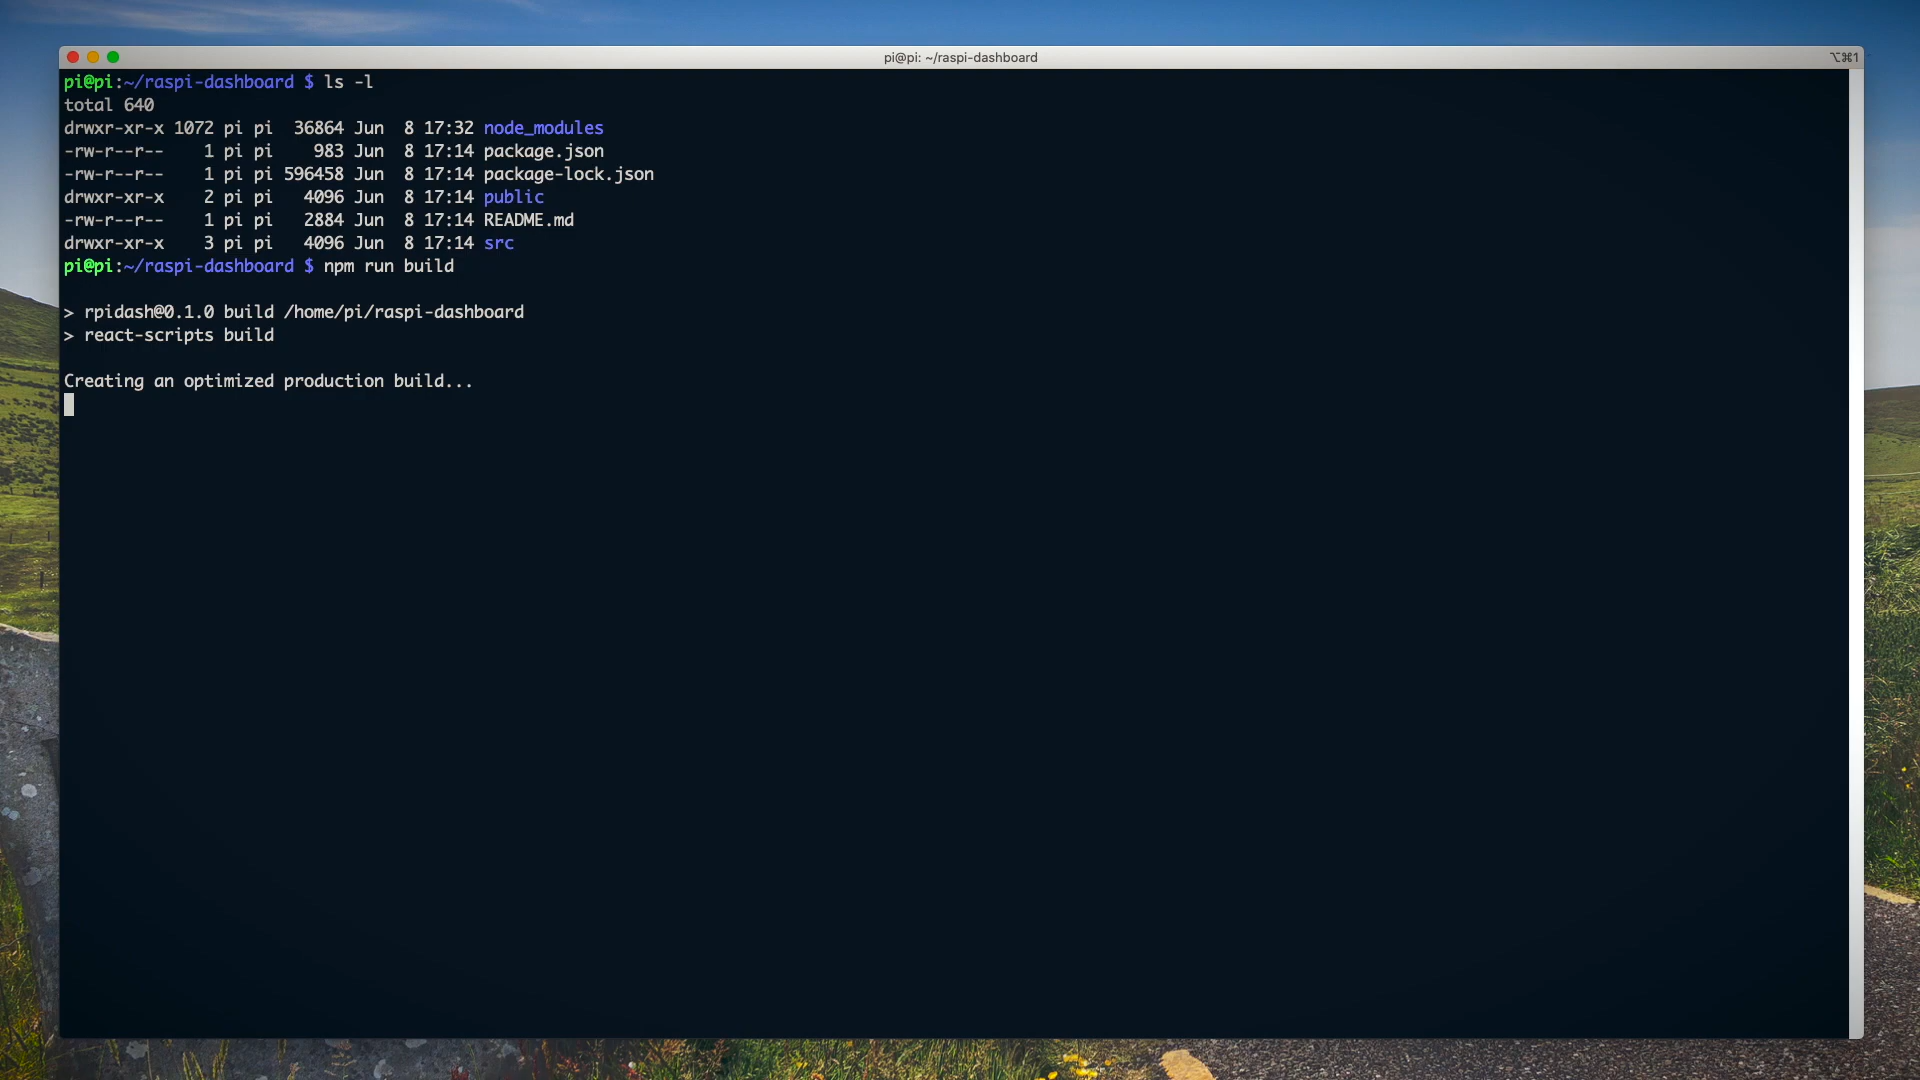 pi@pi: ~/raspi-dashboard
⌥⌘1
pi@pi:~/raspi-dashboard $ ls -l
total 640
drwxr-xr-x 1072 pi pi  36864 Jun  8 17:32 node_modules
-rw-r--r--    1 pi pi    983 Jun  8 17:14 package.json
-rw-r--r--    1 pi pi 596458 Jun  8 17:14 package-lock.json
drwxr-xr-x    2 pi pi   4096 Jun  8 17:14 public
-rw-r--r--    1 pi pi   2884 Jun  8 17:14 README.md
drwxr-xr-x    3 pi pi   4096 Jun  8 17:14 src
pi@pi:~/raspi-dashboard $ npm run build
> rpidash@0.1.0 build /home/pi/raspi-dashboard
> react-scripts build
Creating an optimized production build...